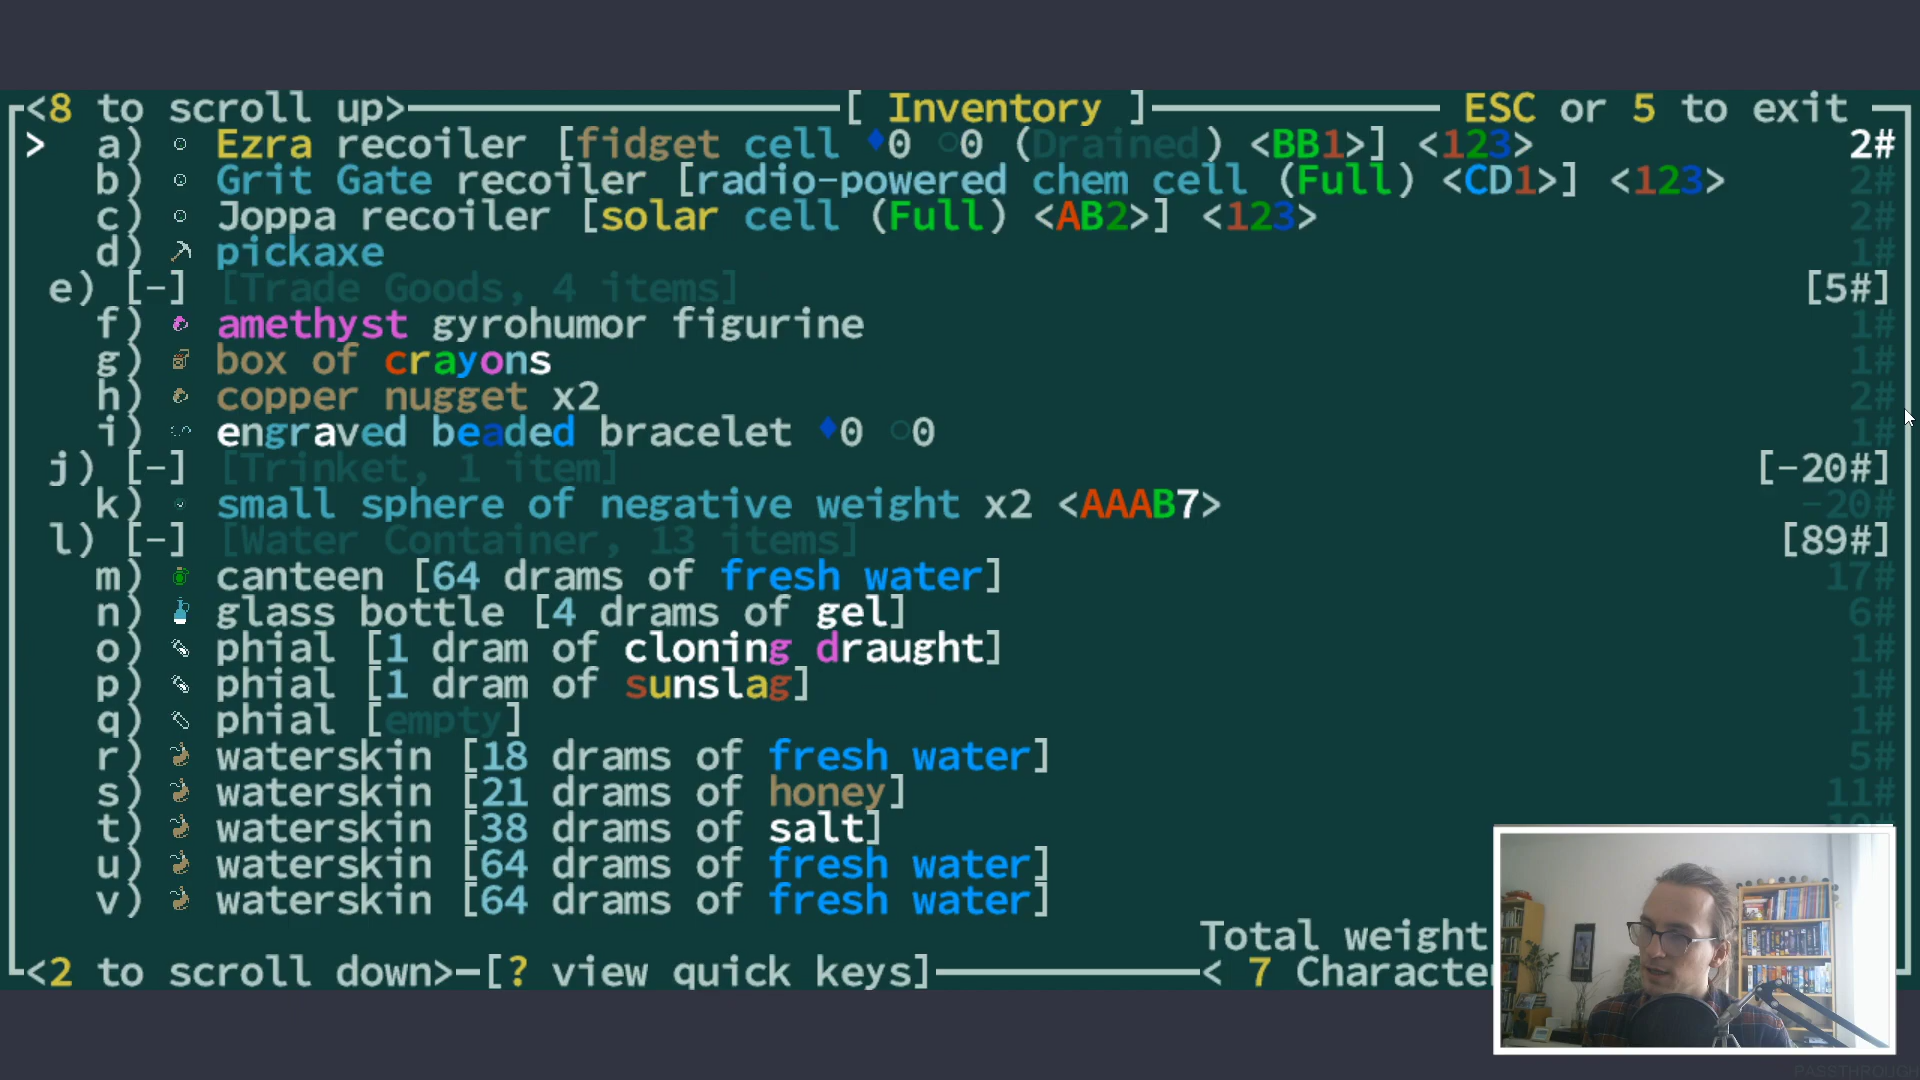 <8 to scroll up> [ Inventory ] ESC or 5 to exit
> a) Ezra recoiler [fidget cell ♦0 ○0 (Drained) <BB1>] <123> 2#
b) Grit Gate recoiler [radio-powered chem cell (Full) <CD1>] <123> 2#
c) Joppa recoiler [solar cell (Full) <AB2>] <123> 2#
d) pickaxe 1#
e) [-] [Trade Goods, 4 items] [5#]
f) amethyst gyrohumor figurine 1#
g) box of crayons 1#
h) copper nugget x2 2#
i) engraved beaded bracelet ♦0 ○0 1#
j) [-] [Trinket, 1 item] [-20#]
k) small sphere of negative weight x2 <AAAB7> -20#
l) [-] [Water Container, 13 items] [89#]
m) canteen [64 drams of fresh water] 17#
n) glass bottle [4 drams of gel] 6#
o) phial [1 dram of cloning draught] 1#
p) phial [1 dram of sunslag] 1#
q) phial [empty] 1#
r) waterskin [18 drams of fresh water] 5#
s) waterskin [21 drams of honey] 11#
t) waterskin [38 drams of salt]
u) waterskin [64 drams of fresh water]
v) waterskin [64 drams of fresh water]
Total weight
<2 to scroll down> [? view quick keys] < 7 Character
PASSTHROUGH